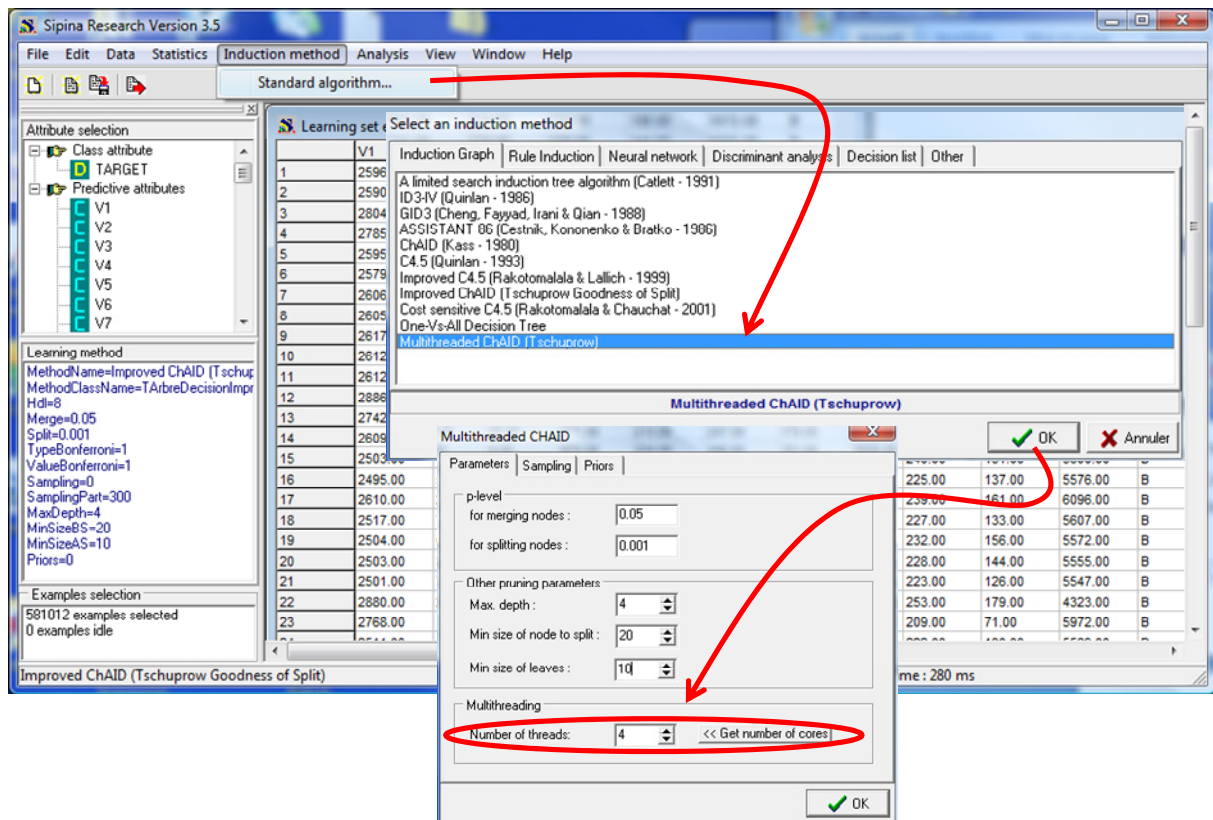 Sipina Research Version 3.5
File Edit Data Statistics Induction method Analysis View Window Help
Standard algorithm...
Attribute selection
Class attribute
TARGET
Predictive attributes
V1
V2
V3
V4
V5
V6
V7
Learning method
MethodName=Improved ChAID (Tschup
MethodClassName=TArbreDecisionImpr
Hdl=8
Merge=0.05
Split=0.001
TypeBonferroni=1
ValueBonferroni=1
Sampling=0
SamplingPart=300
MaxDepth=4
MinSizeBS=20
MinSizeAS=10
Priors=0
Examples selection
581012 examples selected
0 examples idle
Improved ChAID (Tschuprow Goodness of Split)
me : 280 ms
Learning set
V1
1 2596
2 2590
3 2804
4 2785
5 2595
6 2579
7 2606
8 2605
9 2617
10 2612
11 2612
12 2886
13 2742
14 2609
15 2503.00
16 2495.00 225.00 137.00 5576.00 B
17 2610.00 239.00 161.00 6096.00 B
18 2517.00 227.00 133.00 5607.00 B
19 2504.00 232.00 156.00 5572.00 B
20 2503.00 228.00 144.00 5555.00 B
21 2501.00 223.00 126.00 5547.00 B
22 2880.00 253.00 179.00 4323.00 B
23 2768.00 209.00 71.00 5972.00 B
Select an induction method
Induction Graph Rule Induction Neural network Discriminant analysis Decision list Other
A limited search induction tree algorithm (Catlett - 1991)
ID3-IV (Quinlan - 1986)
GID3 (Cheng, Fayyad, Irani & Qian - 1988)
ASSISTANT 86 (Cestnik, Kononenko & Bratko - 1986)
ChAID (Kass - 1980)
C4.5 (Quinlan - 1993)
Improved C4.5 (Rakotomalala & Lallich - 1999)
Improved ChAID (Tschuprow Goodness of Split)
Cost sensitive C4.5 (Rakotomalala & Chauchat - 2001)
One-Vs-All Decision Tree
Multithreaded ChAID (Tschuprow)
Multithreaded ChAID (Tschuprow)
OK Annuler
Multithreaded CHAID
Parameters Sampling Priors
p-level
for merging nodes : 0.05
for splitting nodes : 0.001
Other pruning parameters
Max. depth : 4
Min size of node to split : 20
Min size of leaves : 10
Multithreading
Number of threads: 4 << Get number of cores
OK